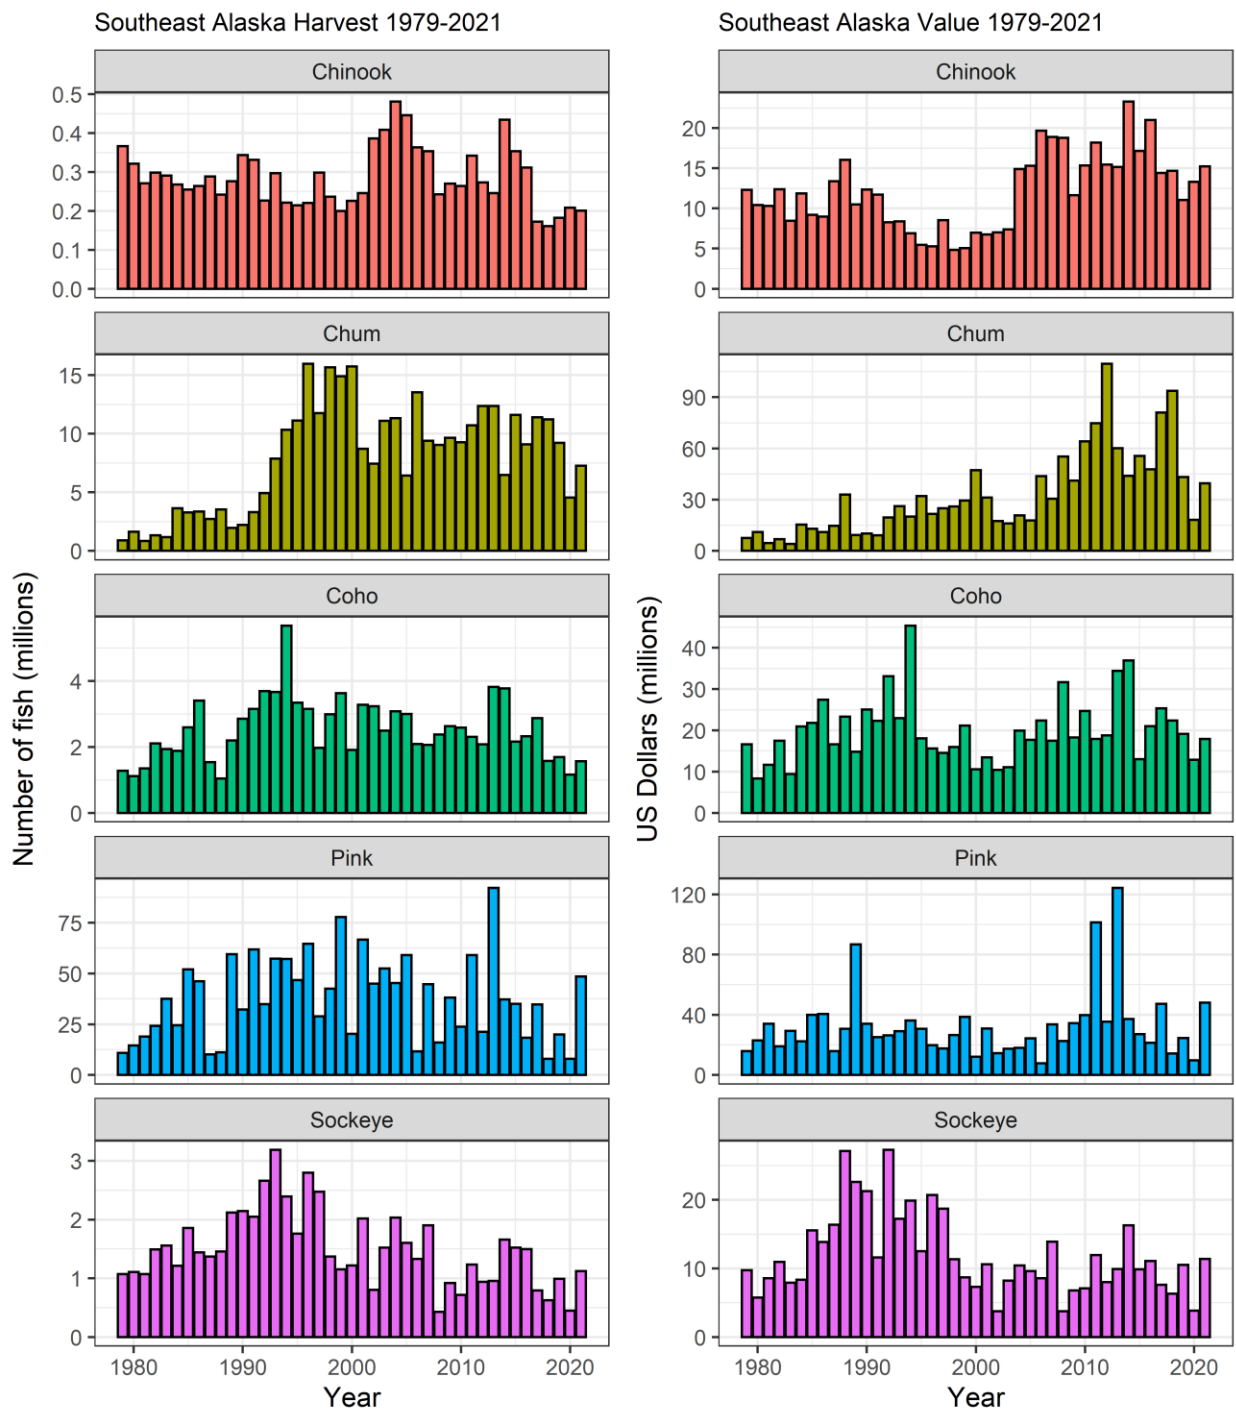 Southeast Alaska Harvest 1979-2021
Number of fish (millions)
Chinook
0.5
0.4
0.3
0.2
0.1
0.0
Chum
15
10
5
0
Coho
4
2
0
Pink
75
50
25
0
Sockeye
3
2
1
0
1980 1990 2000 2010 2020
Year
Southeast Alaska Value 1979-2021
US Dollars (millions)
Chinook
20
15
10
5
0
Chum
90
60
30
0
Coho
40
30
20
10
0
Pink
120
80
40
0
Sockeye
20
10
0
1980 1990 2000 2010 2020
Year